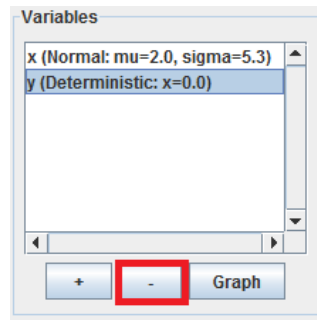 Variables
x (Normal: mu=2.0, sigma=5.3)
y (Deterministic: x=0.0)
+ - Graph